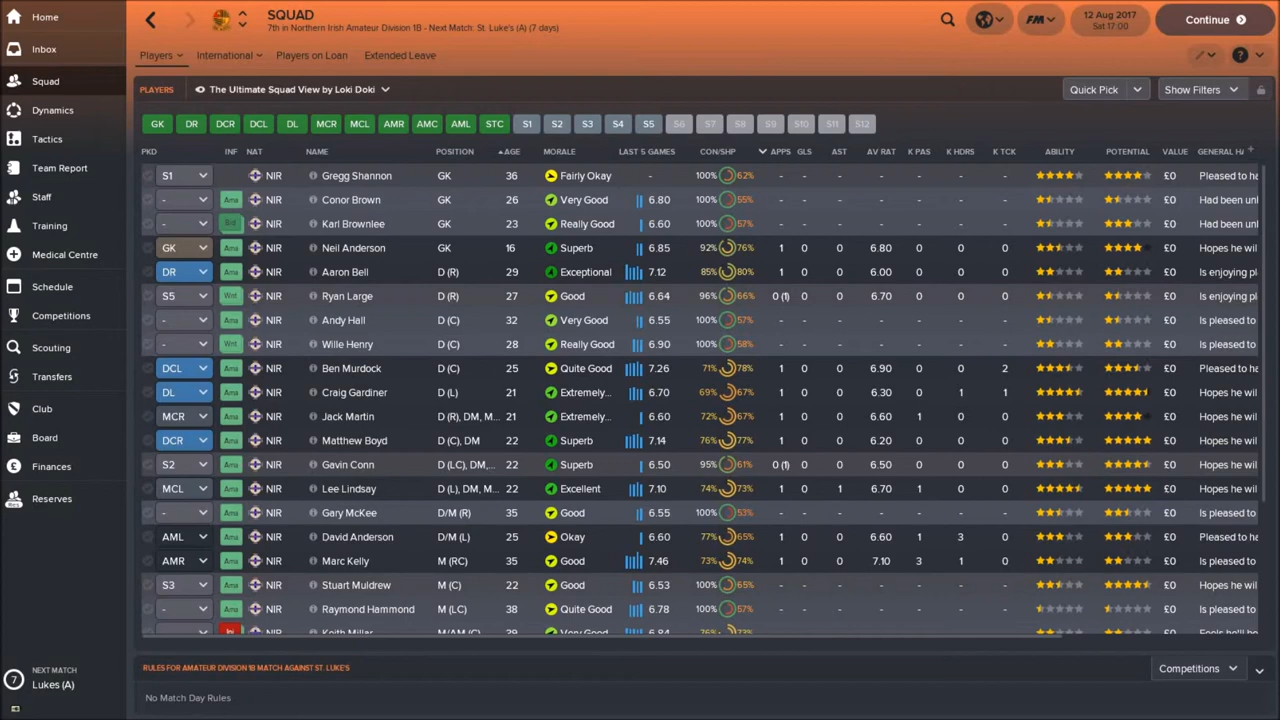 Home
SQUAD
7th in Northern Irish Amateur Division 1B - Next Match: St. Luke's (A) (7 days)
FM
12 Aug 2017
Sat 17:00
Continue
Inbox
Players International Players on Loan Extended Leave
Squad
PLAYERS The Ultimate Squad View by Loki Doki Quick Pick Show Filters
Dynamics
GK DR DCR DCL DL MCR MCL AMR AMC AML STC S1 S2 S3 S4 S5 S6 S7 S8 S9 S10 S11 S12
Tactics
PKD INF NAT NAME POSITION AGE MORALE LAST 5 GAMES CON/SHP APPS GLS AST AV RAT K PAS K HDRS K TCK ABILITY POTENTIAL VALUE GENERAL HA
Team Report
S1 NIR Gregg Shannon GK 36 Fairly Okay - 100% 62% - - - - - - - £0 Pleased to ha
Staff
- Ama NIR Conor Brown GK 26 Very Good 6.80 100% 55% - - - - - - - £0 Had been unl
Training
- Bid NIR Karl Brownlee GK 23 Really Good 6.60 100% 57% - - - - - - - £0 Had been unl
Medical Centre
GK Ama NIR Neil Anderson GK 16 Superb 6.85 92% 76% 1 0 0 6.80 0 0 0 £0 Hopes he wil
DR Ama NIR Aaron Bell D (R) 29 Exceptional 7.12 85% 80% 1 0 0 6.00 0 0 0 £0 Is enjoying pl
Schedule
S5 Wnt NIR Ryan Large D (R) 27 Good 6.64 96% 66% 0 (1) 0 0 6.70 0 0 0 £0 Is enjoying pl
Competitions
- Ama NIR Andy Hall D (C) 32 Very Good 6.55 100% 57% - - - - - - - £0 Is pleased to
Scouting
- Wnt NIR Wille Henry D (C) 28 Really Good 6.90 100% 58% - - - - - - - £0 Is pleased to
Transfers
DCL Ama NIR Ben Murdock D (C) 25 Quite Good 7.26 71% 78% 1 0 0 6.90 0 0 2 £0 Pleased to ha
DL Ama NIR Craig Gardiner D (L) 21 Extremely... 6.70 69% 67% 1 0 0 6.30 0 1 1 £0 Hopes he wil
Club
MCR Ama NIR Jack Martin D (R), DM, M... 21 Extremely... 6.60 72% 67% 1 0 0 6.60 1 0 0 £0 Hopes he wil
Board
DCR Ama NIR Matthew Boyd D (C), DM 22 Superb 7.14 76% 77% 1 0 0 6.20 0 0 0 £0 Hopes he wil
Finances
S2 Ama NIR Gavin Conn D (LC), DM,... 22 Superb 6.50 95% 61% 0 (1) 0 0 6.50 0 0 0 £0 Hopes he wil
MCL Ama NIR Lee Lindsay D (L), DM, M... 22 Excellent 7.10 74% 73% 1 0 1 6.70 1 0 0 £0 Hopes he wil
Reserves
- Ama NIR Gary McKee D/M (R) 35 Good 6.55 100% 53% - - - - - - - £0 Is pleased to
AML Ama NIR David Anderson D/M (L) 25 Okay 6.60 77% 65% 1 0 0 6.60 1 3 0 £0 Pleased to ha
AMR Ama NIR Marc Kelly M (RC) 35 Good 7.46 73% 74% 1 0 0 7.10 3 1 0 £0 Is pleased to
S3 Ama NIR Stuart Muldrew M (C) 22 Good 6.53 100% 65% - - - - - - - £0 Hopes he wil
- Ama NIR Raymond Hammond M (LC) 38 Quite Good 6.78 100% 57% - - - - - - - £0 Is pleased to
- Inj NIR Keith Millar M/AM (C) 39 Very Good 6.84 76% 73% 1 0 0 £0 Feels he'll be
NEXT MATCH
7 Lukes (A)
RULES FOR AMATEUR DIVISION 1B MATCH AGAINST ST. LUKE'S Competitions
No Match Day Rules